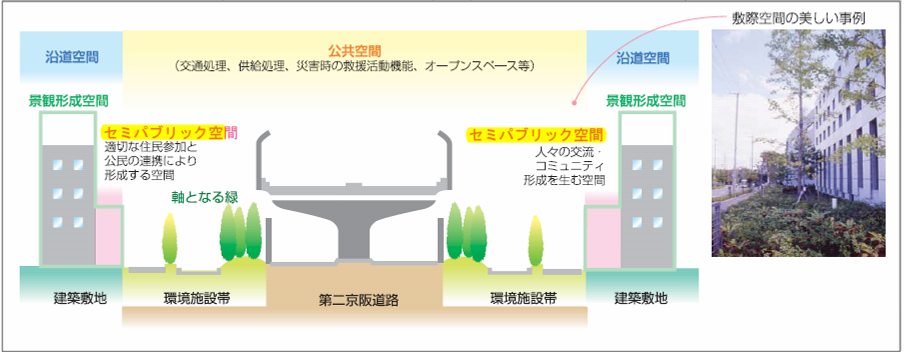 敷際空間の美しい事例
沿道空間
公共空間
(交通処理、供給処理、災害時の救援活動機能、オープンスペース等)
沿道空間
景観形成空間
景観形成空間
セミパブリック空間
適切な住民参加と
公民の連携により
形成する空間
セミパブリック空間
人々の交流・
コミュニティ
形成を生む空間
軸となる緑
建築敷地
環境施設帯
第二京阪道路
環境施設帯
建築敷地